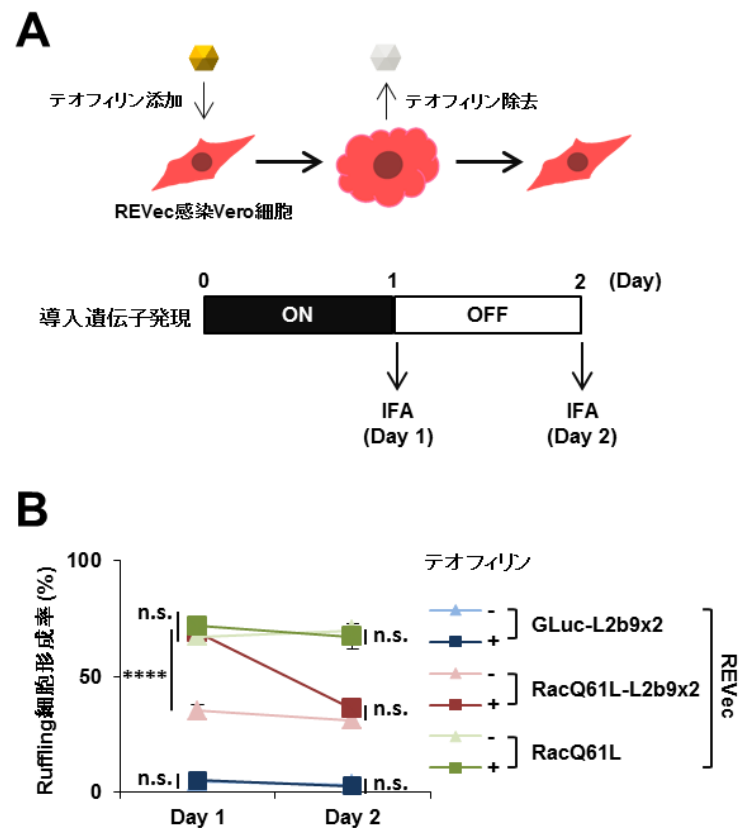 A
テオフィリン添加
テオフィリン除去
REVec感染Vero細胞
0 1 2 (Day)
導入遺伝子発現 ON OFF
IFA
(Day 1)
IFA
(Day 2)
B
テオフィリン
Ruffling細胞形成率 (%)
100
50
0
n.s.
n.s.
****
n.s.
n.s.
n.s.
Day 1 Day 2
-
+
GLuc-L2b9x2
-
+
RacQ61L-L2b9x2
-
+
RacQ61L
REVec